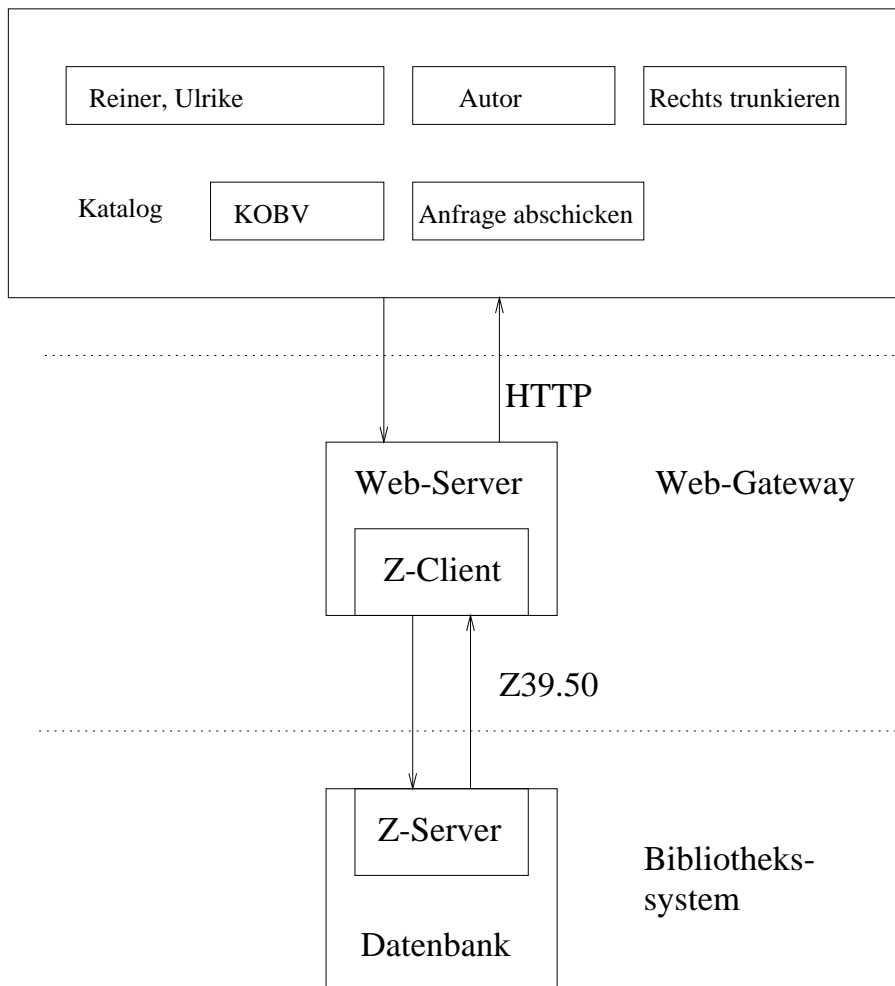 Reiner, Ulrike
Autor
Rechts trunkieren
Katalog
KOBV
Anfrage abschicken
HTTP
Web-Server
Web-Gateway
Z-Client
Z39.50
Z-Server
Bibliotheks-
system
Datenbank